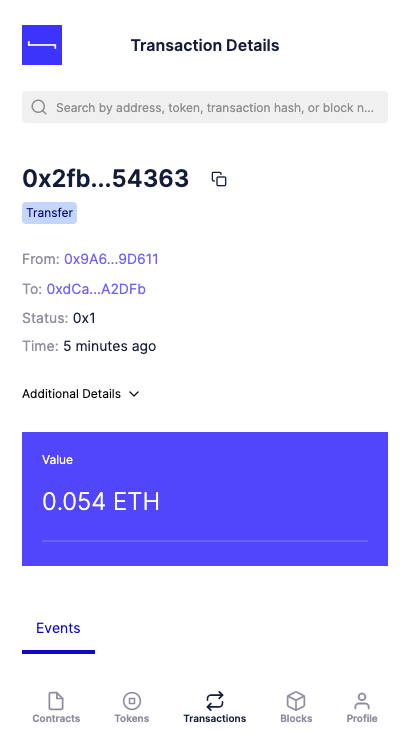 Transaction Details
Search by address, token, transaction hash, or block n...
0x2fb...54363
Transfer
From: 0x9A6...9D611
To: 0xdCa...A2DFb
Status: 0x1
Time: 5 minutes ago
Additional Details
Value
0.054 ETH
Events
Contracts Tokens Transactions Blocks Profile